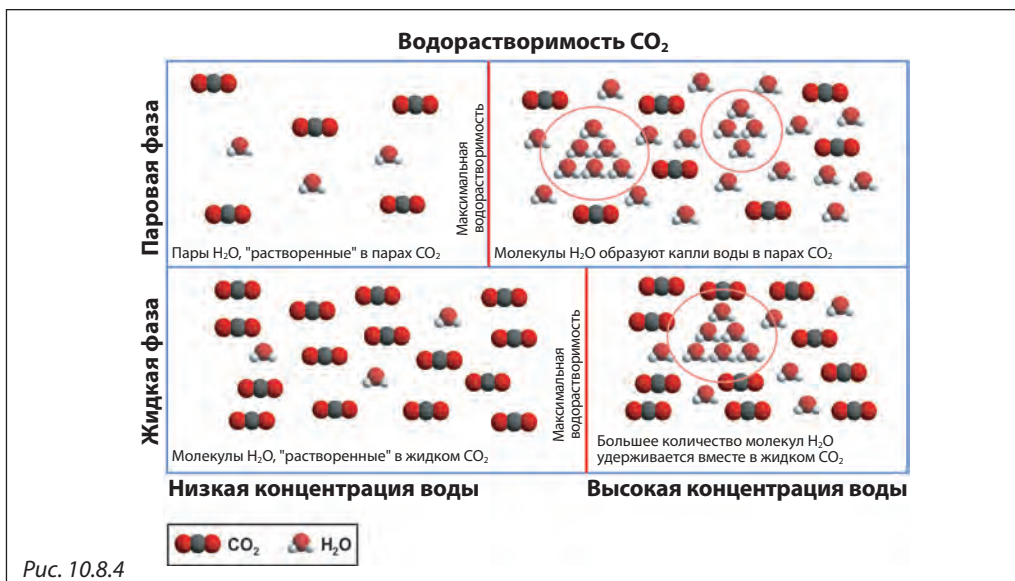 Водорастворимость CO₂
Паровая фаза
Максимальная
водорастворимость
Пары H₂O, "растворенные" в парах CO₂
Молекулы H₂O образуют капли воды в парах CO₂
Жидкая фаза
Максимальная
водорастворимость
Молекулы H₂O, "растворенные" в жидком CO₂
Большее количество молекул H₂O
удерживается вместе в жидком CO₂
Низкая концентрация воды
Высокая концентрация воды
CO₂
H₂O
Рис. 10.8.4